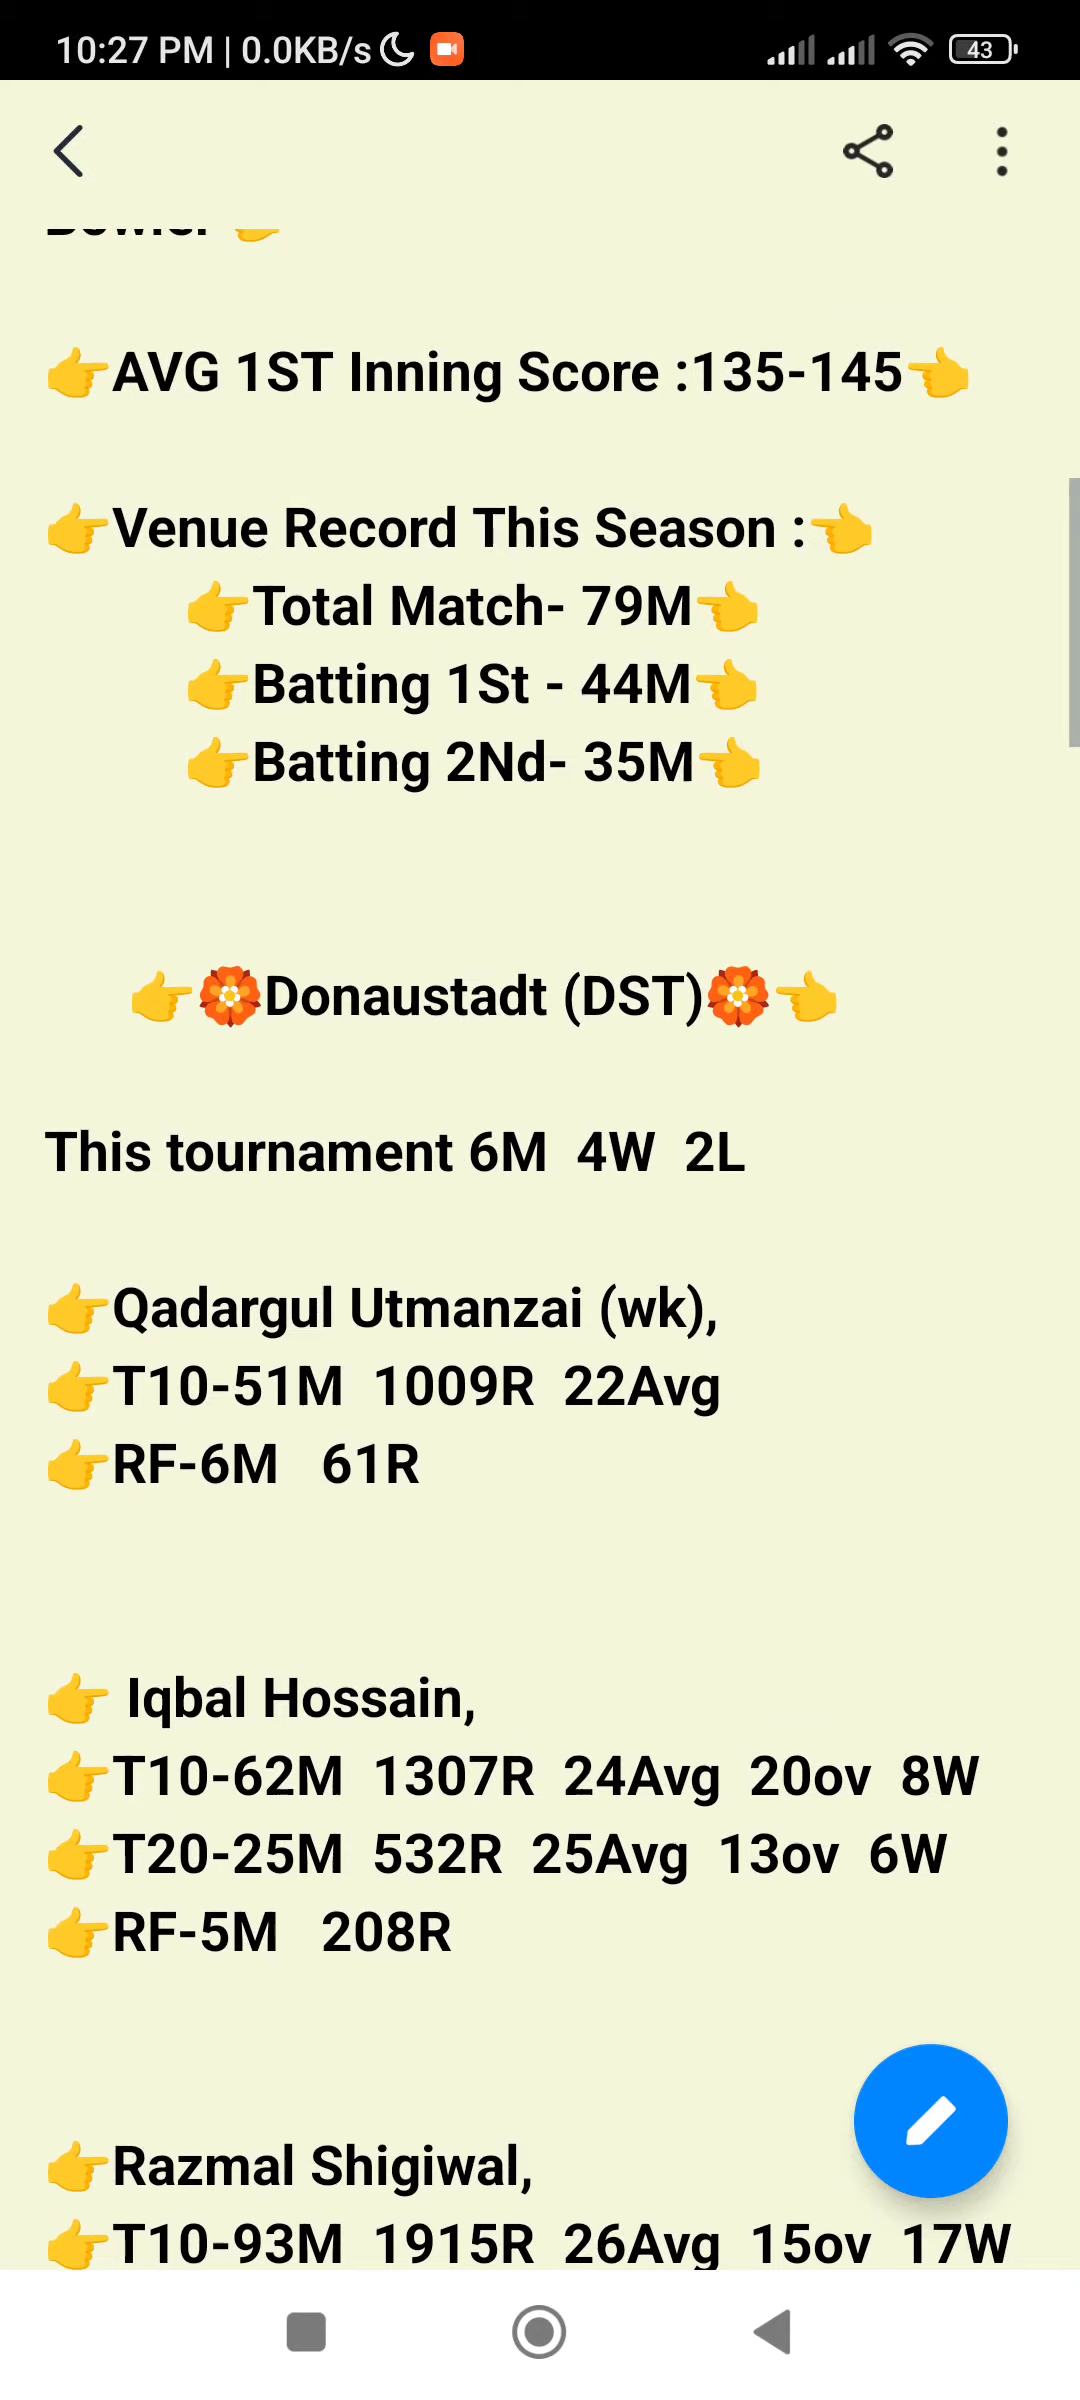 10:27 PM | 0.0KB/s 43
👉AVG 1ST Inning Score :135-145👈
👉Venue Record This Season :👈
👉Total Match- 79M👈
👉Batting 1St - 44M👈
👉Batting 2Nd- 35M👈
👉🏵️Donaustadt (DST)🏵️👈
This tournament 6M 4W 2L
👉Qadargul Utmanzai (wk),
👉T10-51M 1009R 22Avg
👉RF-6M 61R
👉 Iqbal Hossain,
👉T10-62M 1307R 24Avg 20ov 8W
👉T20-25M 532R 25Avg 13ov 6W
👉RF-5M 208R
👉Razmal Shigiwal,
👉T10-93M 1915R 26Avg 15ov 17W